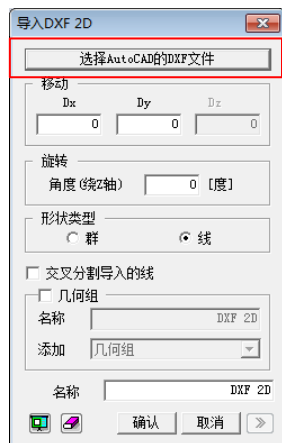 导入DXF 2D
选择AutoCAD的DXF文件
移动
Dx Dy Dz
0 0 0
旋转
角度(绕Z轴) 0 [度]
形状类型
群 线
交叉分割导入的线
几何组
名称 DXF 2D
添加 几何组
名称 DXF 2D
确认 取消 >>